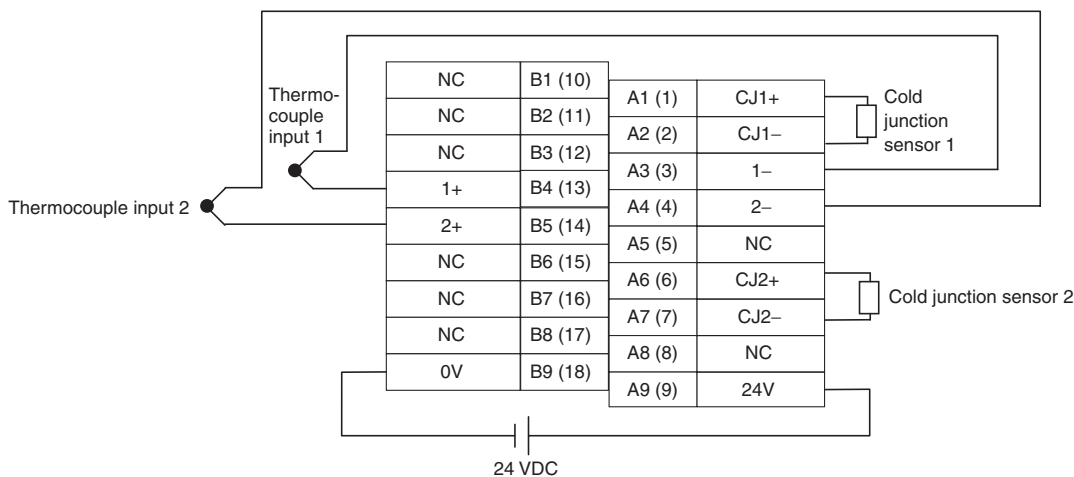 Thermo-
couple
input 1
Thermocouple input 2
NC B1 (10)
NC B2 (11)
NC B3 (12)
1+ B4 (13)
2+ B5 (14)
NC B6 (15)
NC B7 (16)
NC B8 (17)
0V B9 (18)
A1 (1) CJ1+
A2 (2) CJ1−
A3 (3) 1−
A4 (4) 2−
A5 (5) NC
A6 (6) CJ2+
A7 (7) CJ2−
A8 (8) NC
A9 (9) 24V
Cold
junction
sensor 1
Cold junction sensor 2
24 VDC